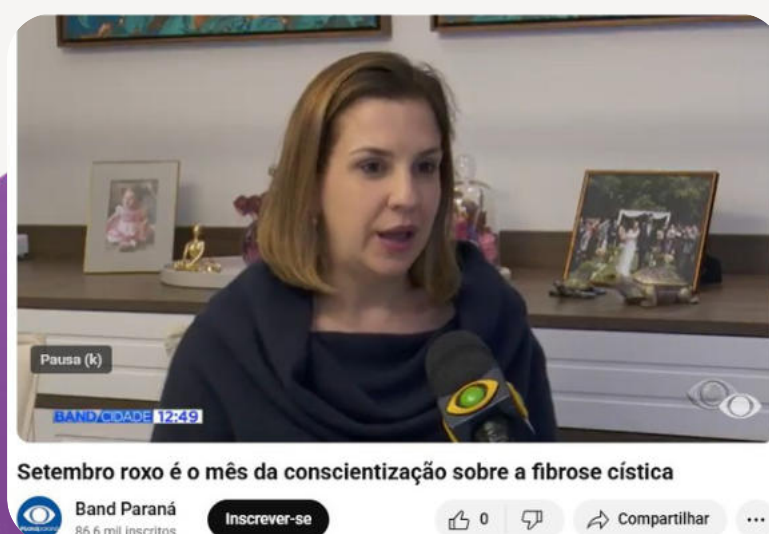 Pausa (k)
BAND CIDADE 12:49
Setembro roxo é o mês da conscientização sobre a fibrose cística
Band Paraná
86,6 mil inscritos
Inscrever-se
0
Compartilhar